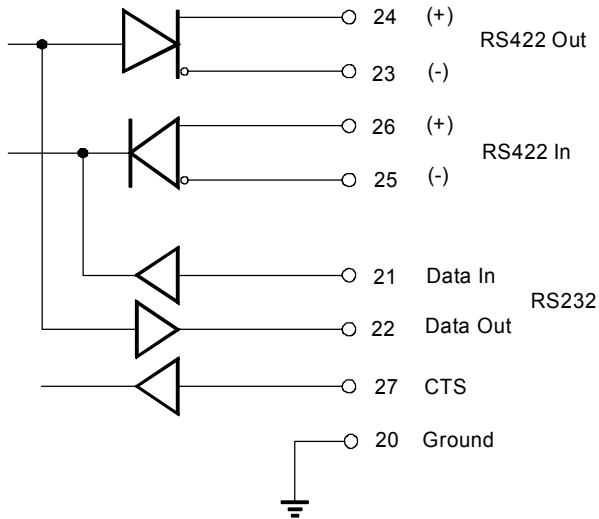 24 (+)
RS422 Out
23 (-)
26 (+)
RS422 In
25 (-)
21 Data In
RS232
22 Data Out
27 CTS
20 Ground